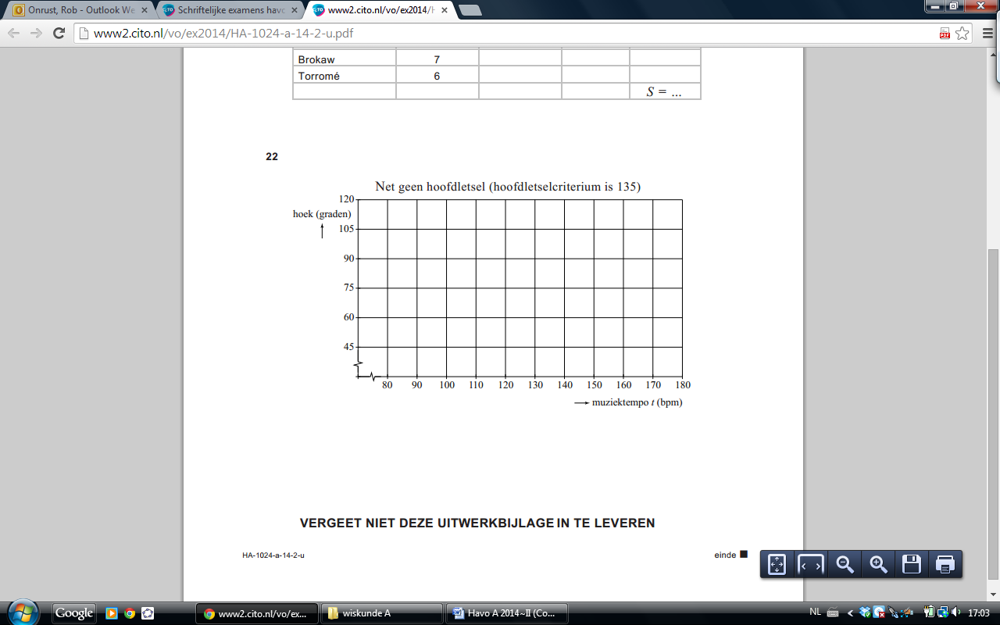 Onrust, Rob - Outlook We
Schriftelijke examens havo
www2.cito.nl/vo/ex2014/H
www2.cito.nl/vo/ex2014/HA-1024-a-14-2-u.pdf
Brokaw 7
Torromé 6
S = ...
22
Net geen hoofdletsel (hoofdletselcriterium is 135)
hoek (graden)
120
105
90
75
60
45
80 90 100 110 120 130 140 150 160 170 180
muziektempo t (bpm)
VERGEET NIET DEZE UITWERKBIJLAGE IN TE LEVEREN
HA-1024-a-14-2-u
einde
Google
www2.cito.nl/vo/ex...
wiskunde A
Havo A 2014~II (Co...
NL
17:03